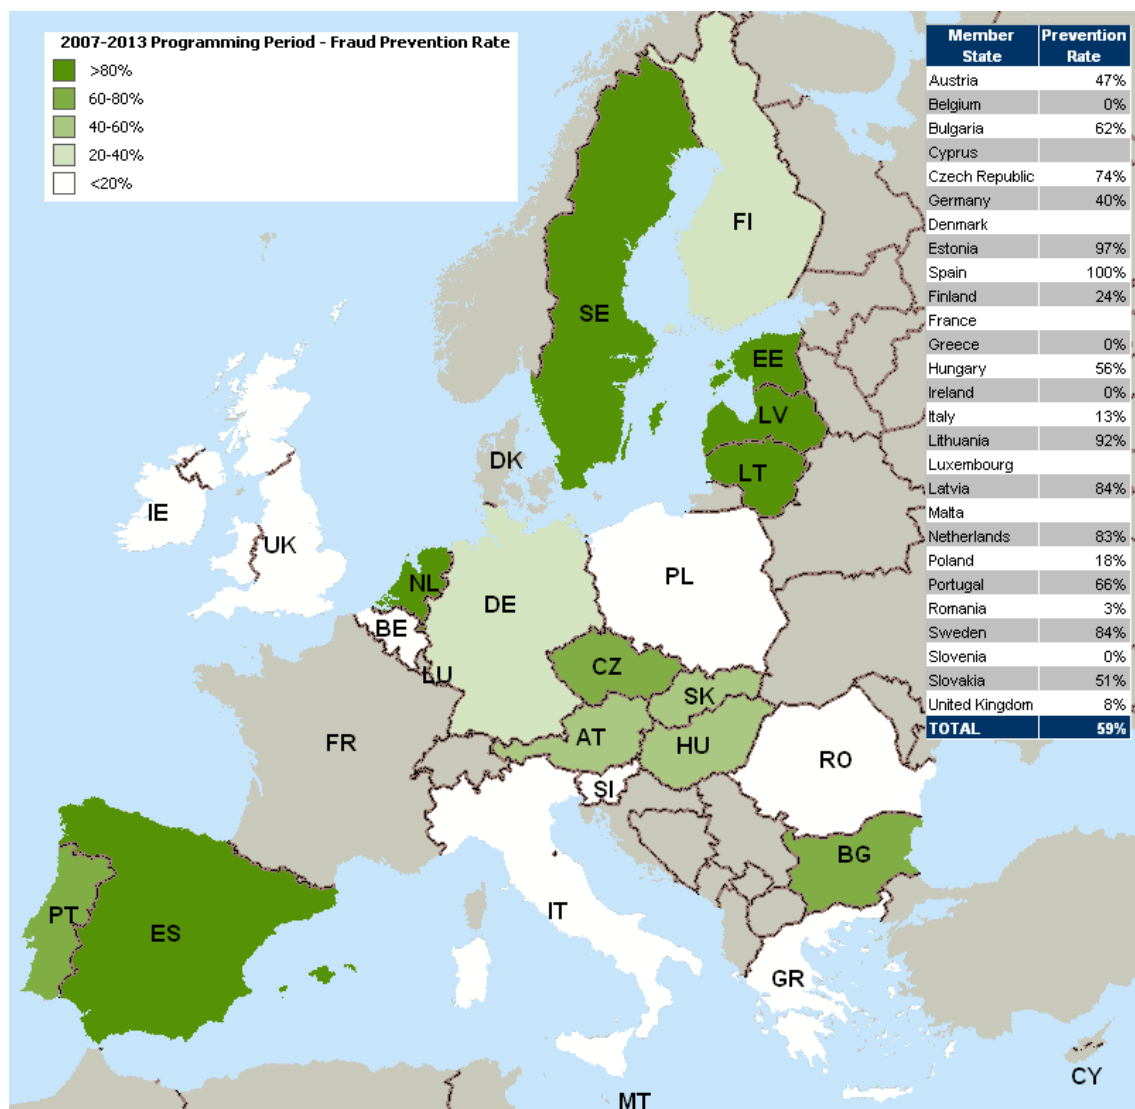 2007-2013 Programming Period - Fraud Prevention Rate
>80%
60-80%
40-60%
20-40%
<20%
Member State Prevention Rate
Austria 47%
Belgium 0%
Bulgaria 62%
Cyprus
Czech Republic 74%
Germany 40%
Denmark
Estonia 97%
Spain 100%
Finland 24%
France
Greece 0%
Hungary 56%
Ireland 0%
Italy 13%
Lithuania 92%
Luxembourg
Latvia 84%
Malta
Netherlands 83%
Poland 18%
Portugal 66%
Romania 3%
Sweden 84%
Slovenia 0%
Slovakia 51%
United Kingdom 8%
TOTAL 59%
FI
SE
EE
LV
LT
DK
IE
UK
NL
PL
DE
BE
LU
CZ
SK
AT
HU
FR
SI
RO
BG
PT
ES
IT
GR
CY
MT